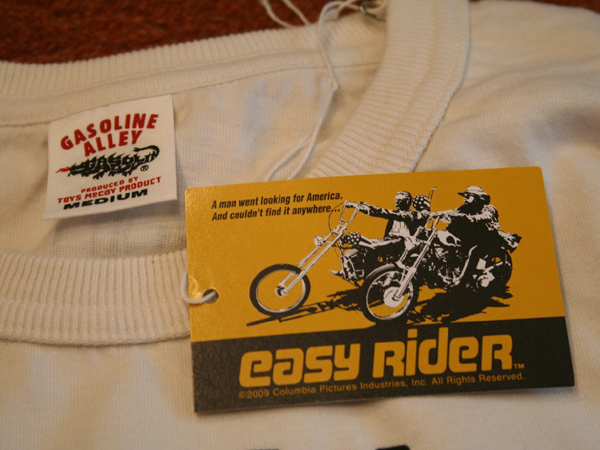 GASOLINE
ALLEY
®
PRODUCED BY
TOYS McCOY PRODUCT
MEDIUM
A man went looking for America.
And couldn't find it anywhere...
easy RideR™
©2009 Columbia Pictures Industries, Inc. All Rights Reserved.